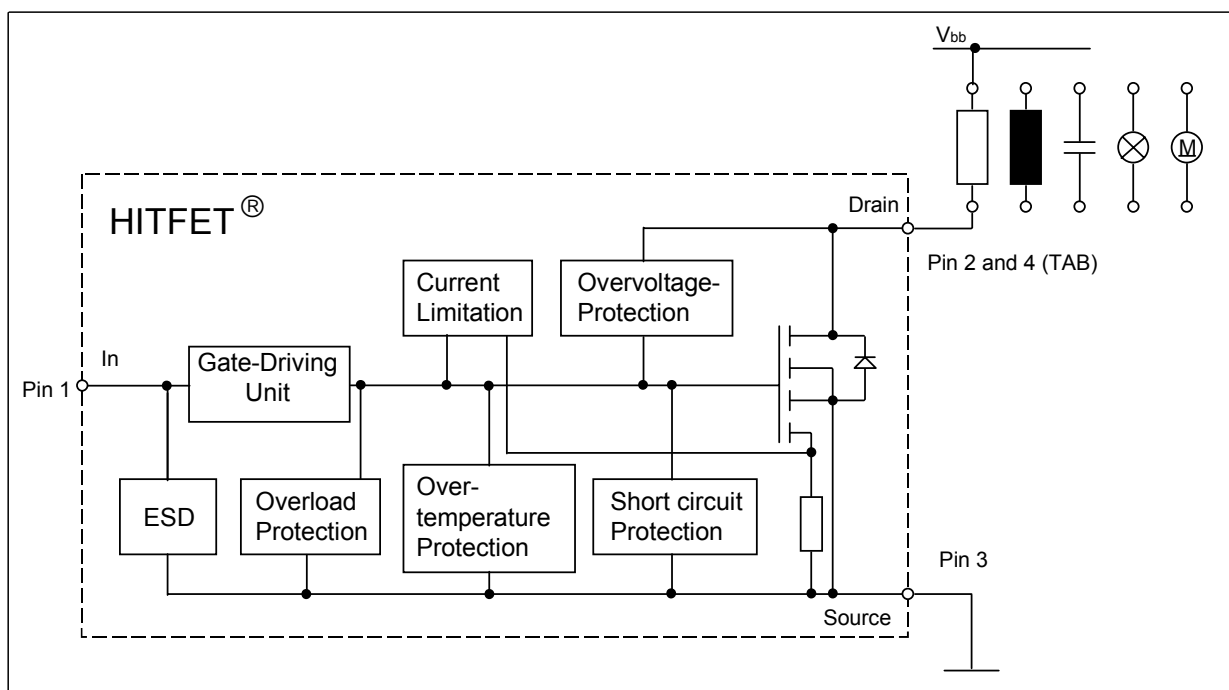 Vbb
M
HITFET ®
Drain
Pin 2 and 4 (TAB)
Current
Limitation
Overvoltage-
Protection
In
Pin 1
Gate-Driving
Unit
ESD
Overload
Protection
Over-
temperature
Protection
Short circuit
Protection
Pin 3
Source